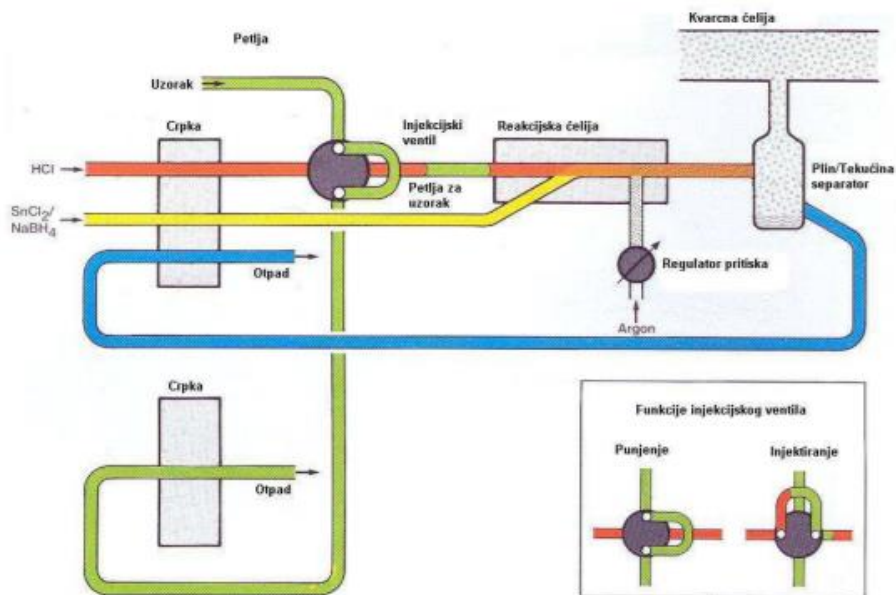 Kvarcna ćelija
Petlja
Uzorak
Crpka
Injekcijski
ventil
Reakcijska ćelija
HCl
Petlja za
uzorak
Plin/Tekućina
separator
SnCl₂/
NaBH₄
Otpad
Regulator pritiska
Argon
Crpka
Otpad
Funkcije injekcijskog ventila
Punjenje
Injektiranje